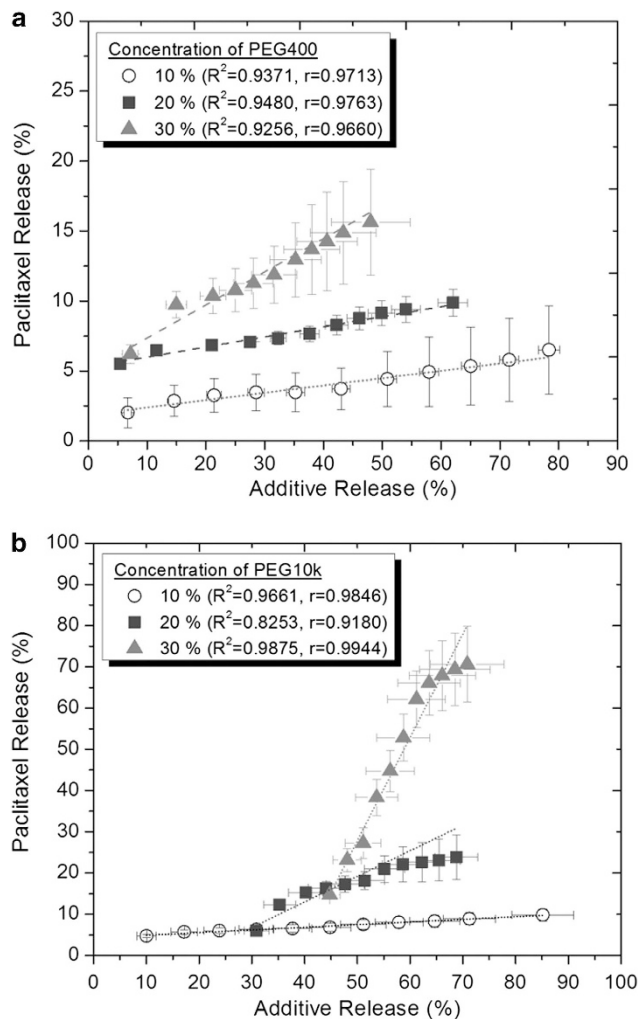 a
30
25
20
15
10
5
0
Paclitaxel Release (%)
Concentration of PEG400
10 % (R²=0.9371, r=0.9713)
20 % (R²=0.9480, r=0.9763)
30 % (R²=0.9256, r=0.9660)
0 10 20 30 40 50 60 70 80 90
Additive Release (%)
b
100
90
80
70
60
50
40
30
20
10
0
Paclitaxel Release (%)
Concentration of PEG10k
10 % (R²=0.9661, r=0.9846)
20 % (R²=0.8253, r=0.9180)
30 % (R²=0.9875, r=0.9944)
0 10 20 30 40 50 60 70 80 90 100
Additive Release (%)